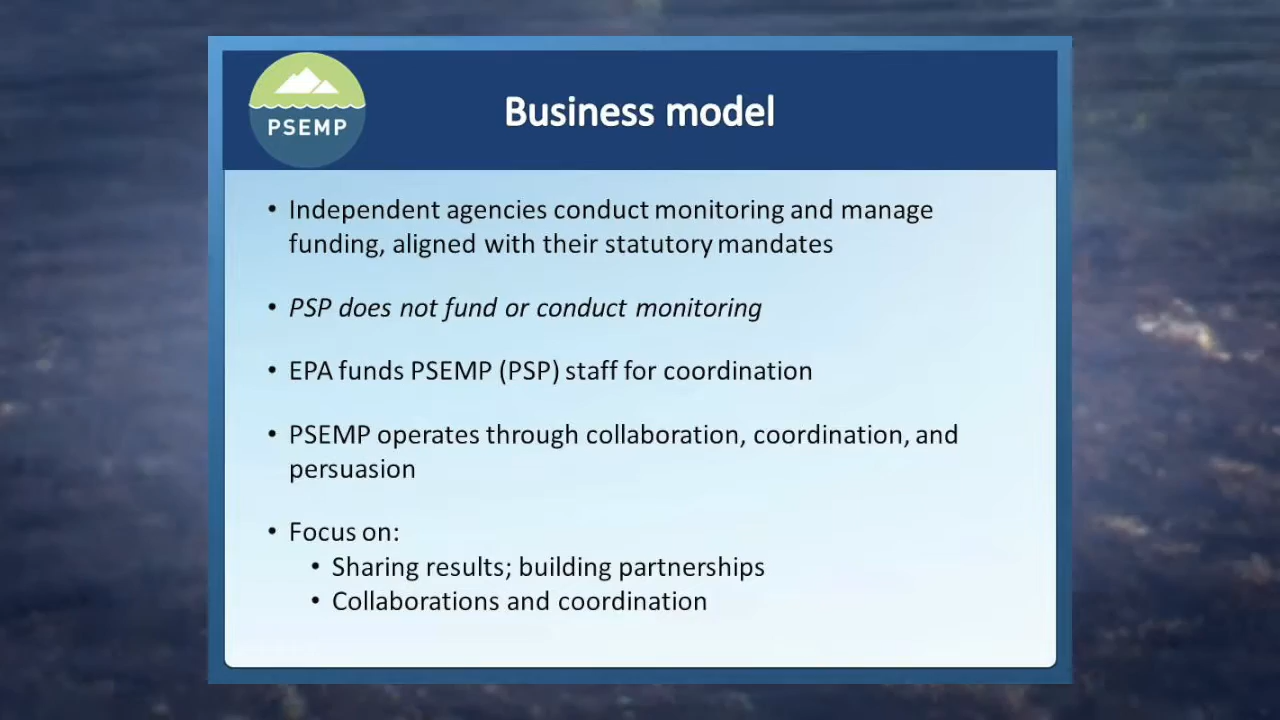 PSEMP
Business model
• Independent agencies conduct monitoring and manage
funding, aligned with their statutory mandates
• PSP does not fund or conduct monitoring
• EPA funds PSEMP (PSP) staff for coordination
• PSEMP operates through collaboration, coordination, and
persuasion
• Focus on:
• Sharing results; building partnerships
• Collaborations and coordination